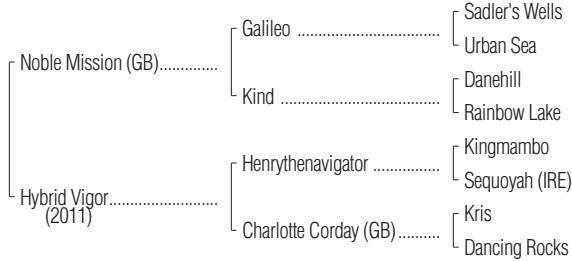 Sadler's Wells
Galileo ..................................
Urban Sea
Noble Mission (GB)..............
Danehill
Kind ......................................
Rainbow Lake
Kingmambo
Henrythenavigator ................
Sequoyah (IRE)
Hybrid Vigor..........................
(2011)
Kris
Charlotte Corday (GB)..........
Dancing Rocks